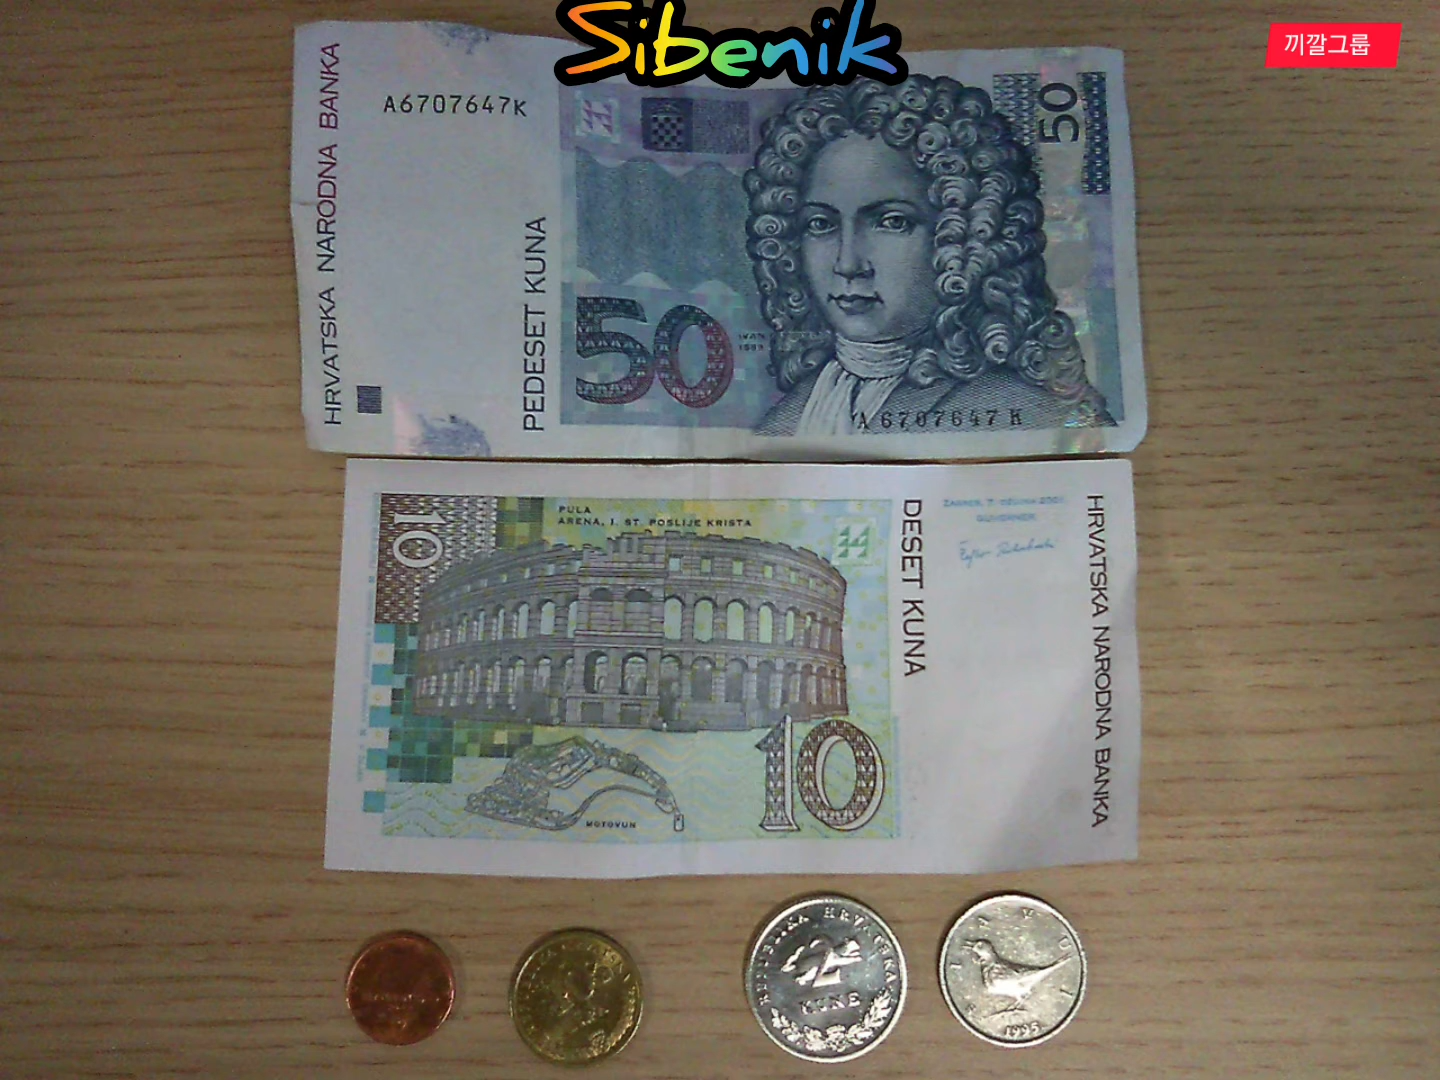 Sibenik
끼깔그룹
HRVATSKA NARODNA BANKA
A6707647K
PEDESET KUNA
50
50
A 6707647 K
10
PULA
ARENA, I. ST. POSLIJE KRISTA
DESET KUNA
HRVATSKA NARODNA BANKA
MOTOVUN
10
REPUBLIKA HRVATSKA
2
KUNE
1995